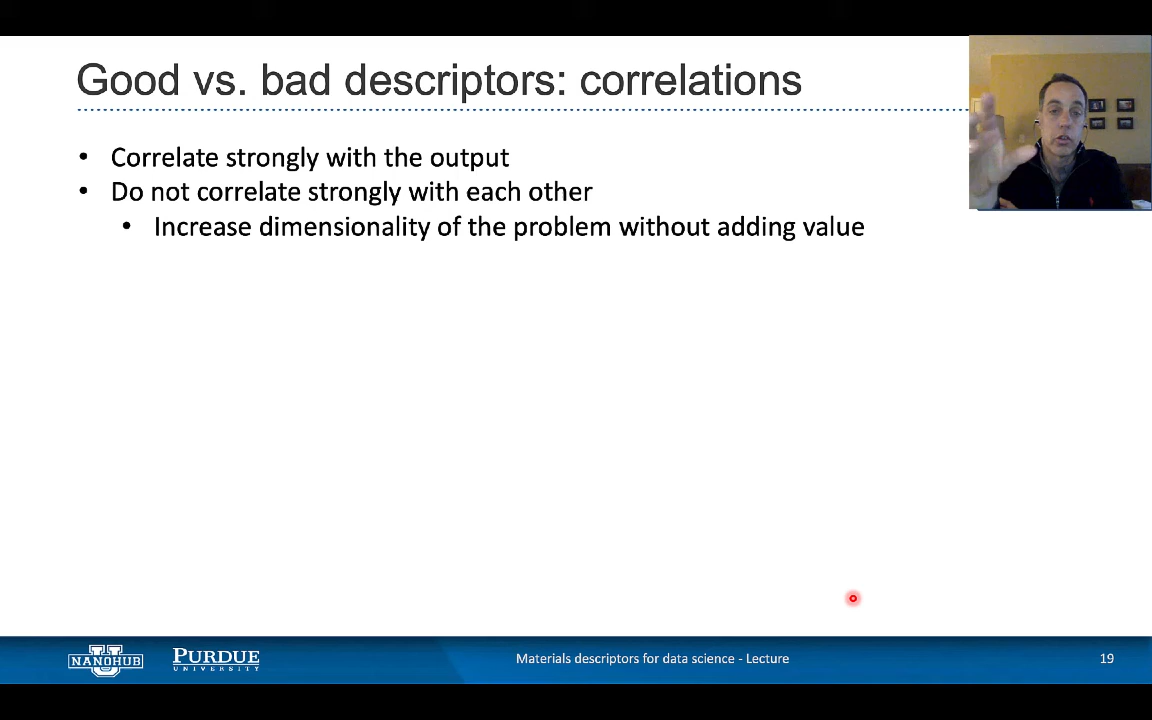 Good vs. bad descriptors: correlations
• Correlate strongly with the output
• Do not correlate strongly with each other
• Increase dimensionality of the problem without adding value
NANOHUB
PURDUE
UNIVERSITY
Materials descriptors for data science - Lecture
19